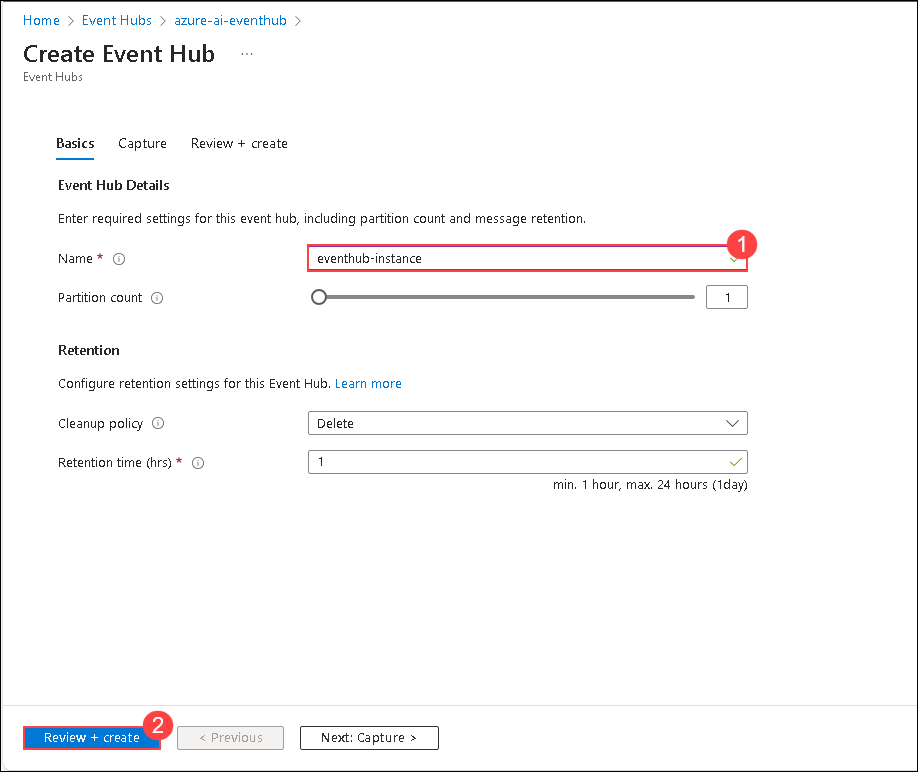 Home > Event Hubs > azure-ai-eventhub >
Create Event Hub ...
Event Hubs
Basics Capture Review + create
Event Hub Details
Enter required settings for this event hub, including partition count and message retention.
1
Name * eventhub-instance
Partition count 1
Retention
Configure retention settings for this Event Hub. Learn more
Cleanup policy Delete
Retention time (hrs) * 1
min. 1 hour, max. 24 hours (1day)
2
Review + create < Previous Next: Capture >